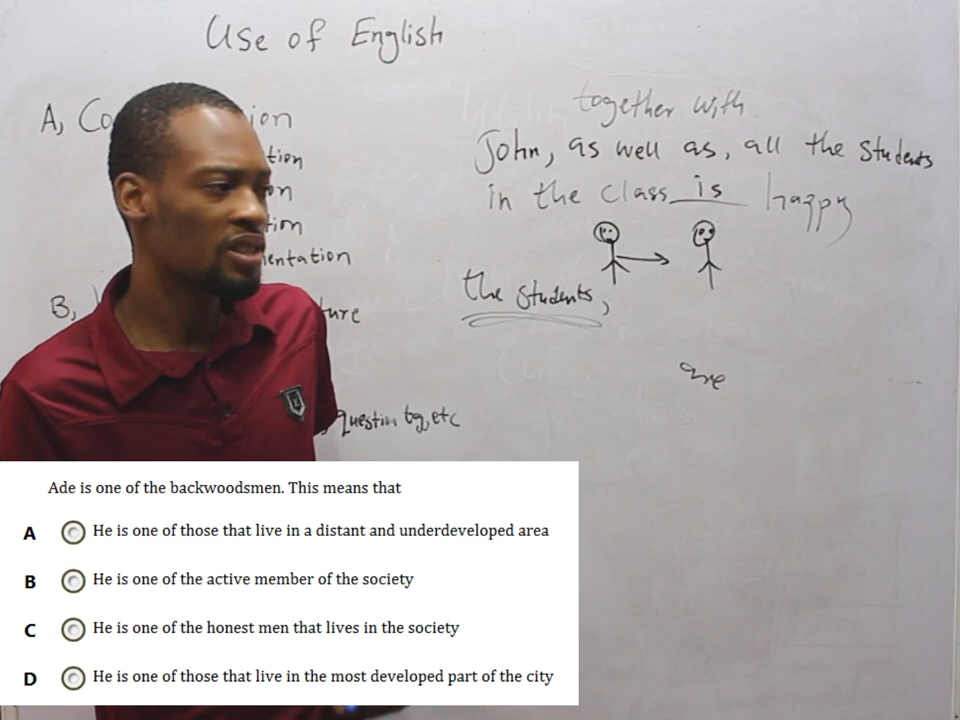 Use of English
A, Co ion
tion
on
tion
entation
B, ture
question tag, etc
together with
John, as well as, all the students
in the class is happy
the students,
are
Ade is one of the backwoodsmen. This means that
A He is one of those that live in a distant and underdeveloped area
B He is one of the active member of the society
C He is one of the honest men that lives in the society
D He is one of those that live in the most developed part of the city